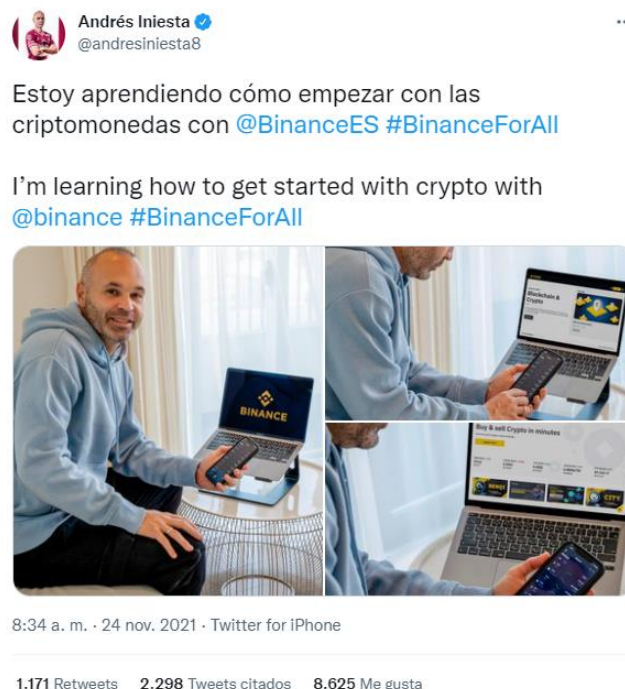 Andrés Iniesta
@andresiniesta8
Estoy aprendiendo cómo empezar con las
criptomonedas con @BinanceES #BinanceForAll
I'm learning how to get started with crypto with
@binance #BinanceForAll
BINANCE
Blockchain &
Crypto
Buy & sell Crypto in minutes
BENQI
CITY
8:34 a. m. · 24 nov. 2021 · Twitter for iPhone
1.171 Retweets 2.298 Tweets citados 8.625 Me gusta